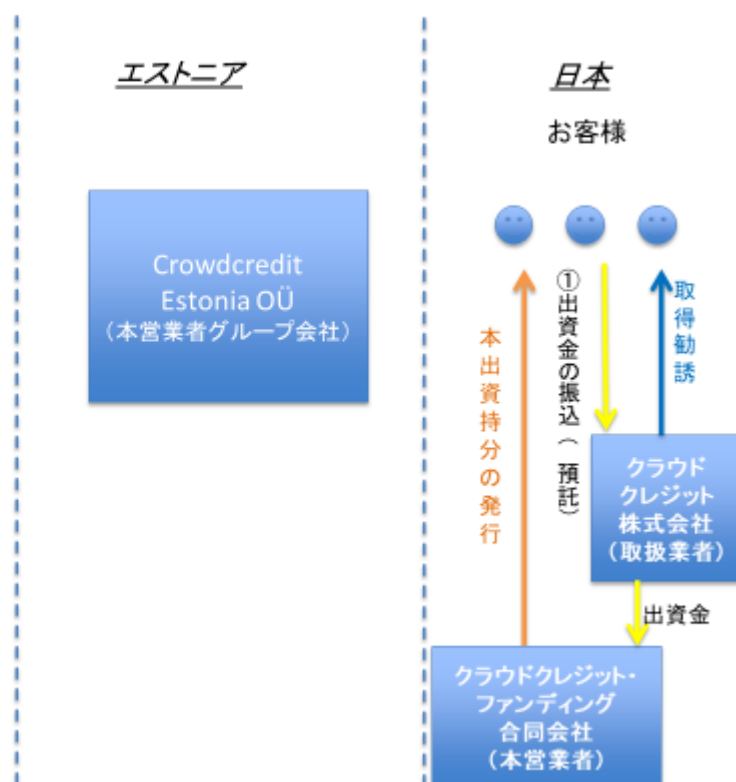 エストニア
日本
お客様
Crowdcredit
Estonia OÜ
（本営業者グループ会社）
本出資持分の発行
①出資金の振込（預託）
取得勧誘
クラウド
クレジット
株式会社
（取扱業者）
出資金
クラウドクレジット・
ファンディング
合同会社
（本営業者）